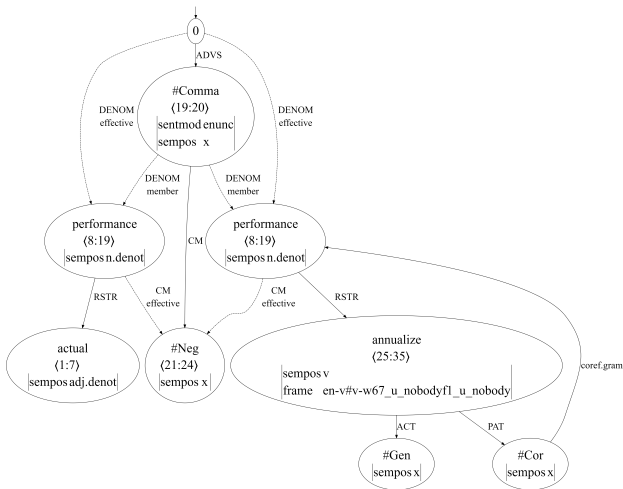 0
ADVS
#Comma
⟨19:20⟩
sentmod enunc
sempos x
DENOM
effective
DENOM
effective
DENOM
member
DENOM
member
performance
⟨8:19⟩
sempos n.denot
performance
⟨8:19⟩
sempos n.denot
CM
RSTR
CM
effective
CM
effective
RSTR
actual
⟨1:7⟩
sempos adj.denot
#Neg
⟨21:24⟩
sempos x
annualize
⟨25:35⟩
sempos v
frame en-v#v-w67_u_nobodyf1_u_nobody
coref.gram
ACT
PAT
#Gen
sempos x
#Cor
sempos x